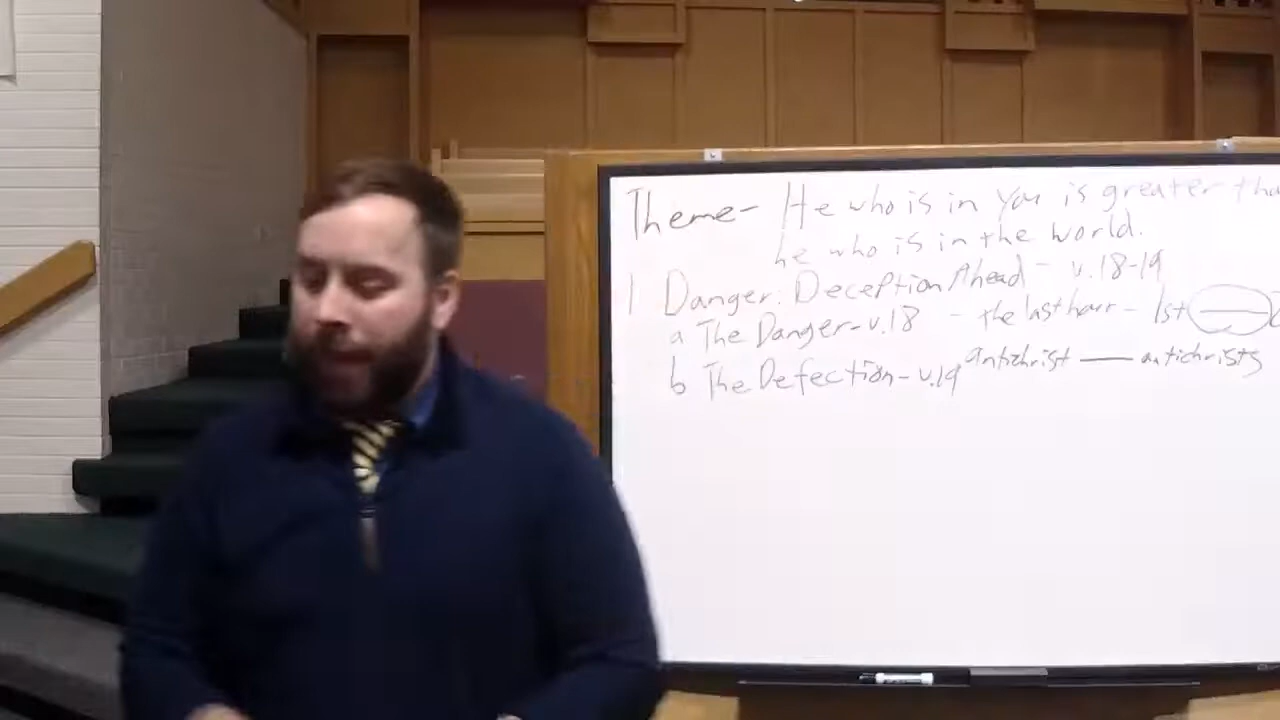 Theme- He who is in you is greater tha
he who is in the world.
1 Danger: Deception Ahead - v.18-19
a The Danger-v.18 - the last hour - 1st
antichrist — antichrists
b The Defection-v.19